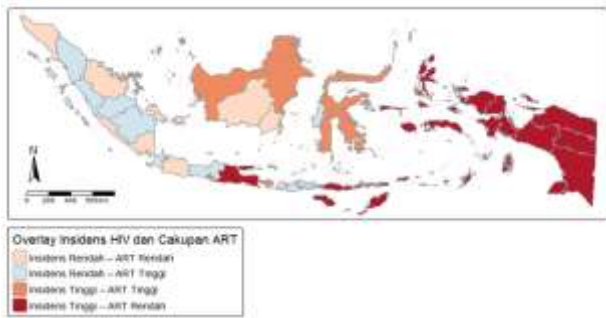 N
Overlay Insidens HIV dan Cakupan ART
Insidens Rendah – ART Rendah
Insidens Rendah – ART Tinggi
Insidens Tinggi – ART Tinggi
Insidens Tinggi – ART Rendah